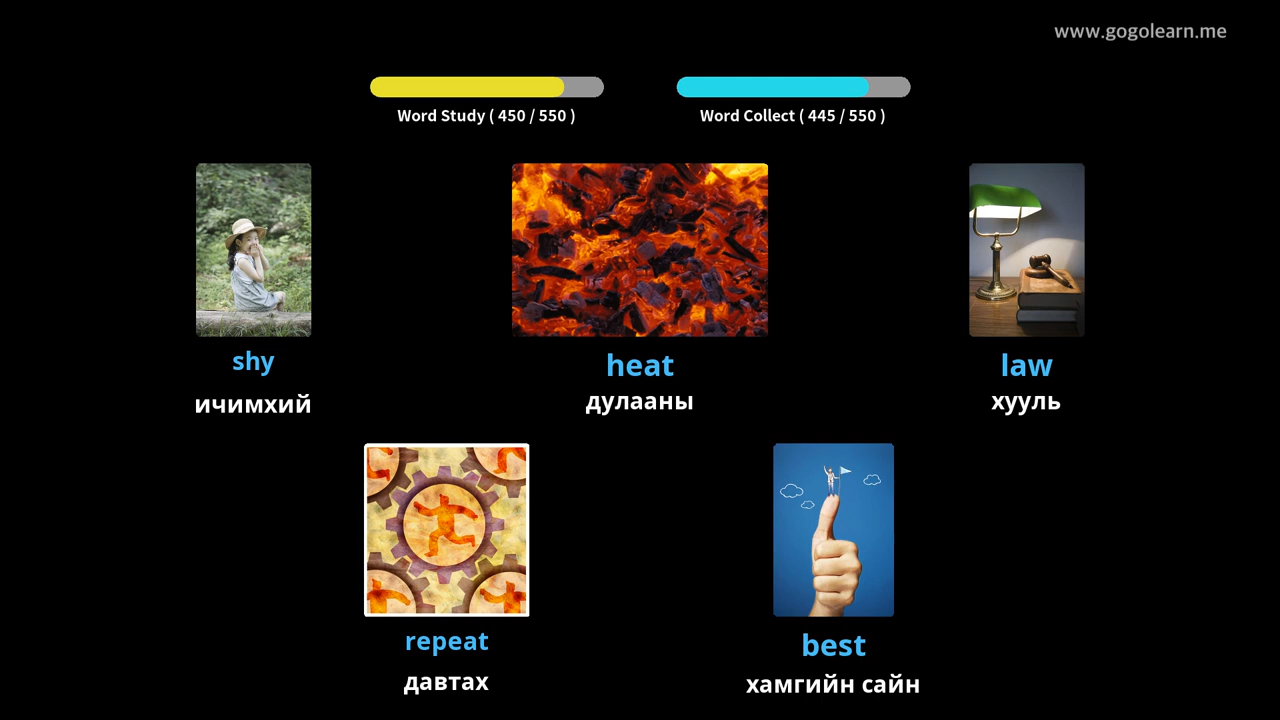 www.gogolearn.me
Word Study ( 450 / 550 )
Word Collect ( 445 / 550 )
shy
ичимхий
heat
дулааны
law
хууль
repeat
давтах
best
хамгийн сайн